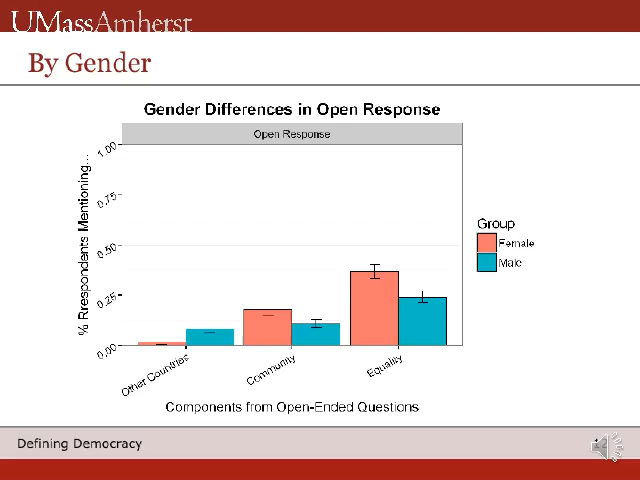 UMassAmherst
By Gender
Gender Differences in Open Response
Open Response
% Rrespondents Mentioning...
1.00
0.75
0.50
0.25
0.00
Other Countries
Community
Equality
Components from Open-Ended Questions
Group
Female
Male
Defining Democracy